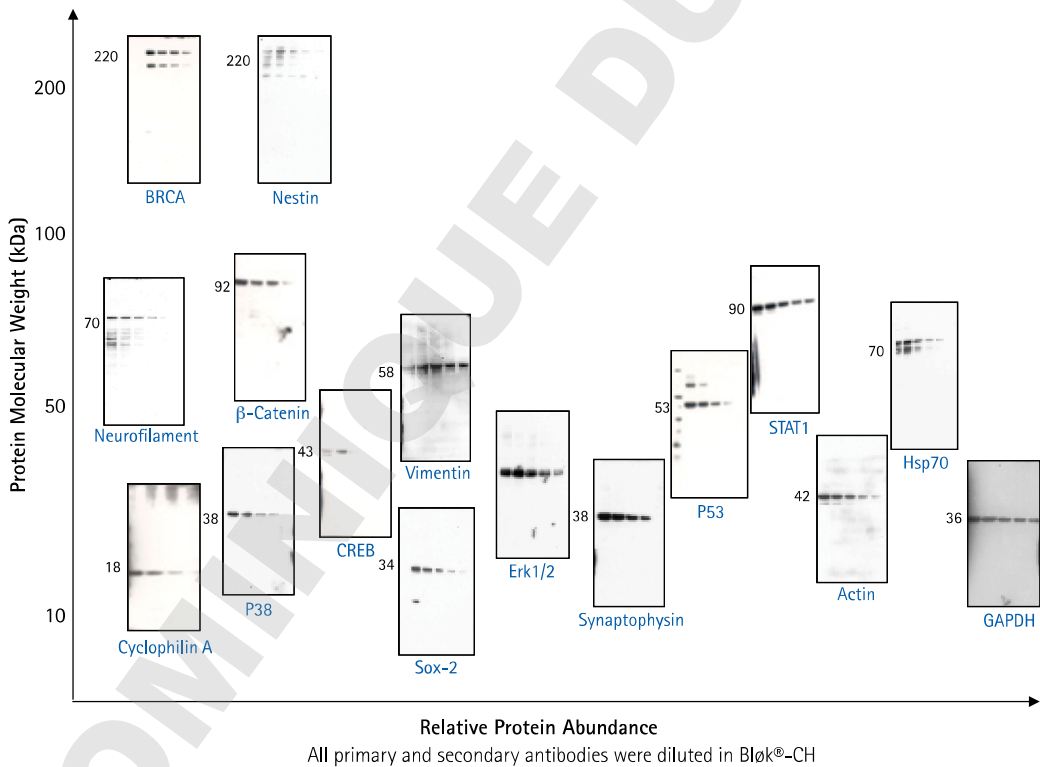 220
220
200
BRCA
Nestin
100
Protein Molecular Weight (kDa)
92
90
70
70
58
53
50
β-Catenin
STAT1
Neurofilament
43
Vimentin
Hsp70
P53
42
38
38
36
CREB
34
18
Erk1/2
Actin
P38
Synaptophysin
GAPDH
10
Cyclophilin A
Sox-2
Relative Protein Abundance
All primary and secondary antibodies were diluted in Bløk®-CH
OMINIQUE DU